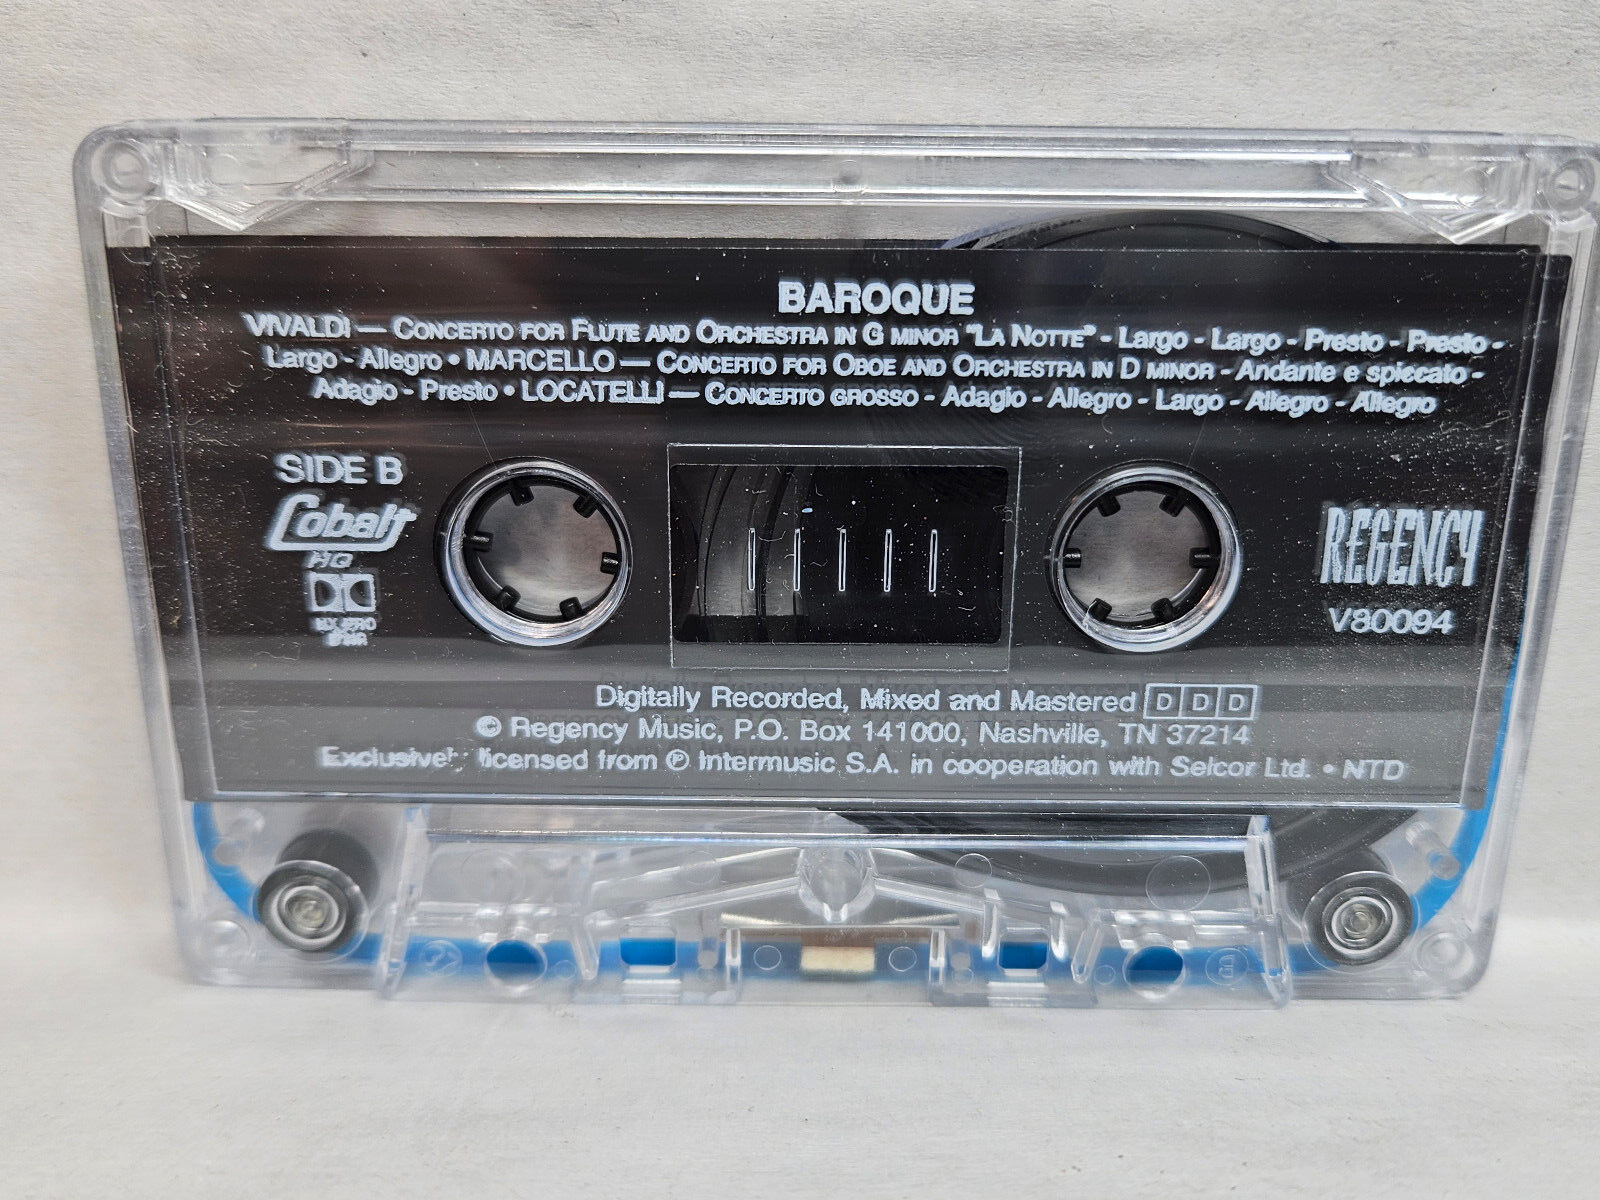 BAROQUE
VIVALDI — CONCERTO FOR FLUTE AND ORCHESTRA IN G MINOR "LA NOTTE" - Largo - Largo - Presto - Presto -
Largo - Allegro • MARCELLO — CONCERTO FOR OBOE AND ORCHESTRA IN D MINOR - Andante e spiccato -
Adagio - Presto • LOCATELLI — CONCERTO GROSSO - Adagio - Allegro - Largo - Allegro - Allegro
SIDE B
Cobalt
HQ
HX PRO
REGENCY
V80094
Digitally Recorded, Mixed and Mastered DDD
© Regency Music, P.O. Box 141000, Nashville, TN 37214
licensed from ℗ Intermusic S.A. in cooperation with Selcor Ltd. • NTD